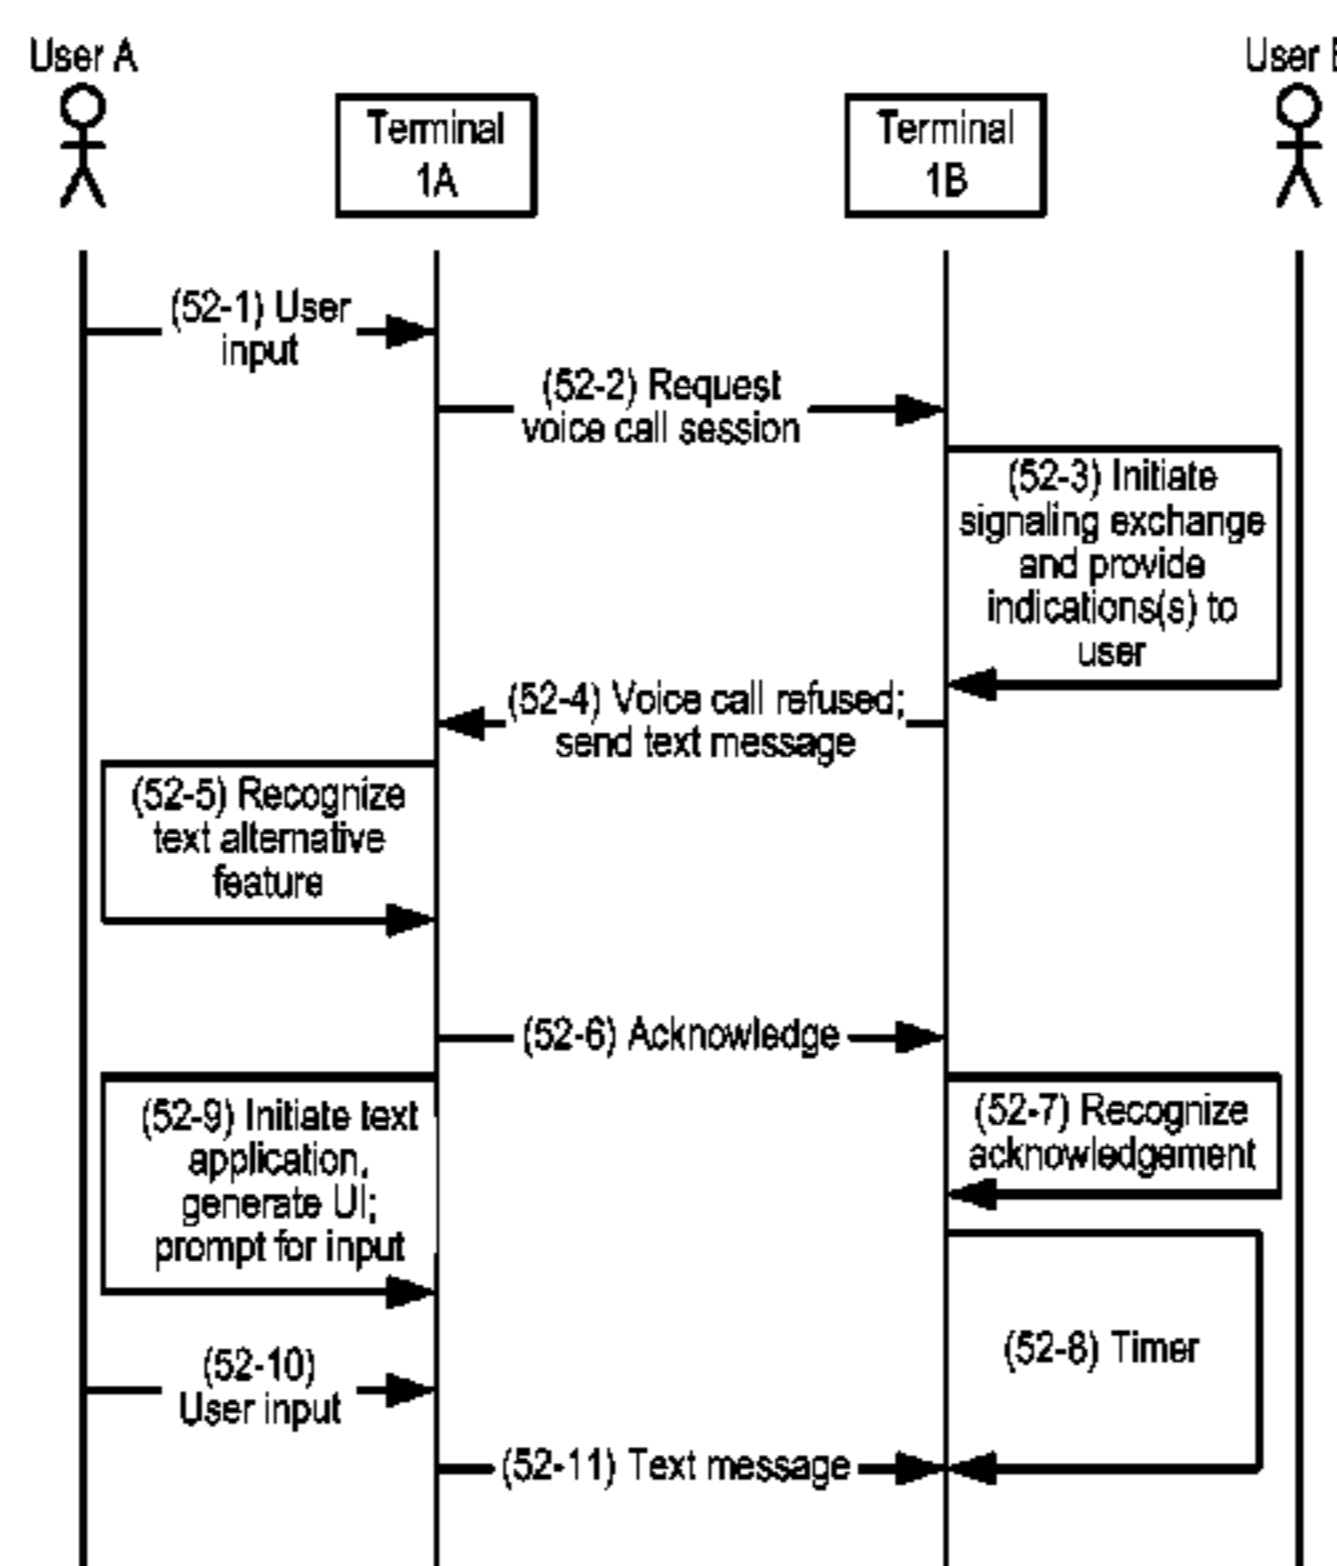 User A
User B
Terminal
1A
Terminal
1B
(52-1) User
input
(52-2) Request
voice call session
(52-3) Initiate
signaling exchange
and provide
indications(s) to
user
(52-4) Voice call refused;
send text message
(52-5) Recognize
text alternative
feature
(52-6) Acknowledge
(52-9) Initiate text
application,
generate UI;
prompt for input
(52-7) Recognize
acknowledgement
(52-8) Timer
(52-10)
User input
(52-11) Text message